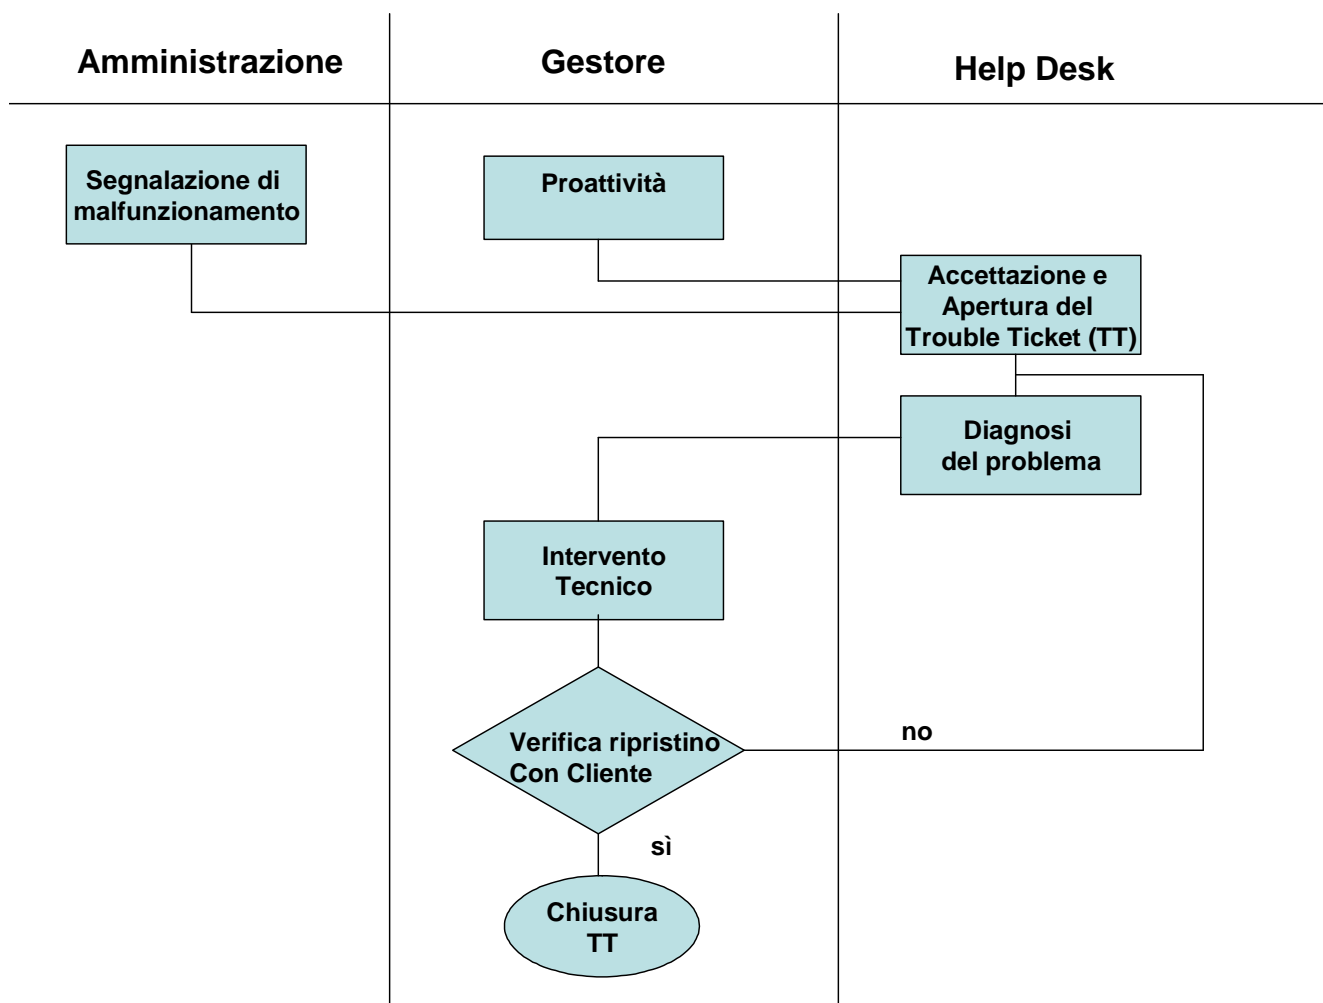 Amministrazione
Gestore
Help Desk
Segnalazione di
malfunzionamento
Proattività
Accettazione e
Apertura del
Trouble Ticket (TT)
Diagnosi
del problema
Intervento
Tecnico
Verifica ripristino
Con Cliente
no
sì
Chiusura
TT